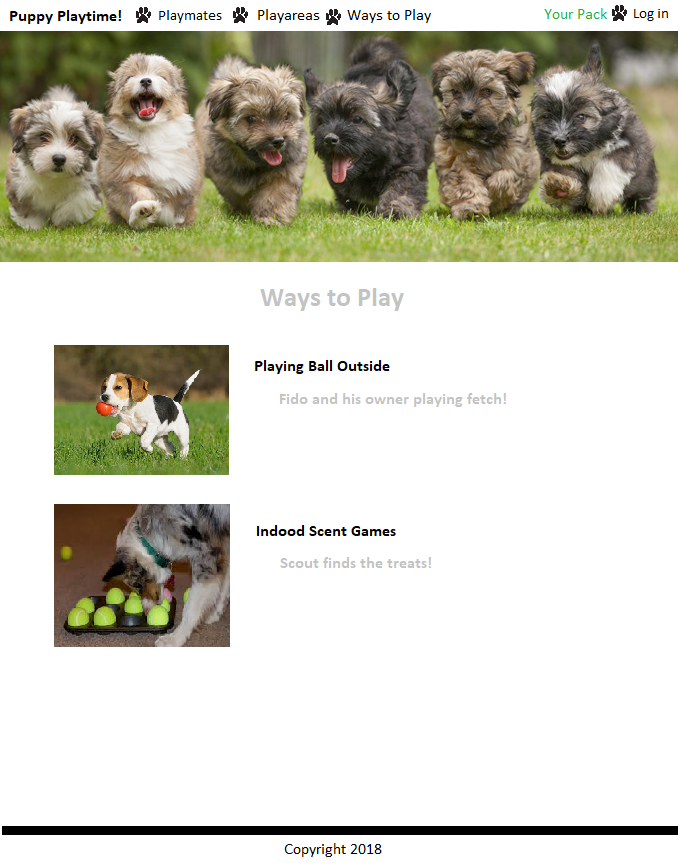 Puppy Playtime! Playmates Playareas Ways to Play Your Pack Log in
Ways to Play
Playing Ball Outside
Fido and his owner playing fetch!
Indood Scent Games
Scout finds the treats!
Copyright 2018